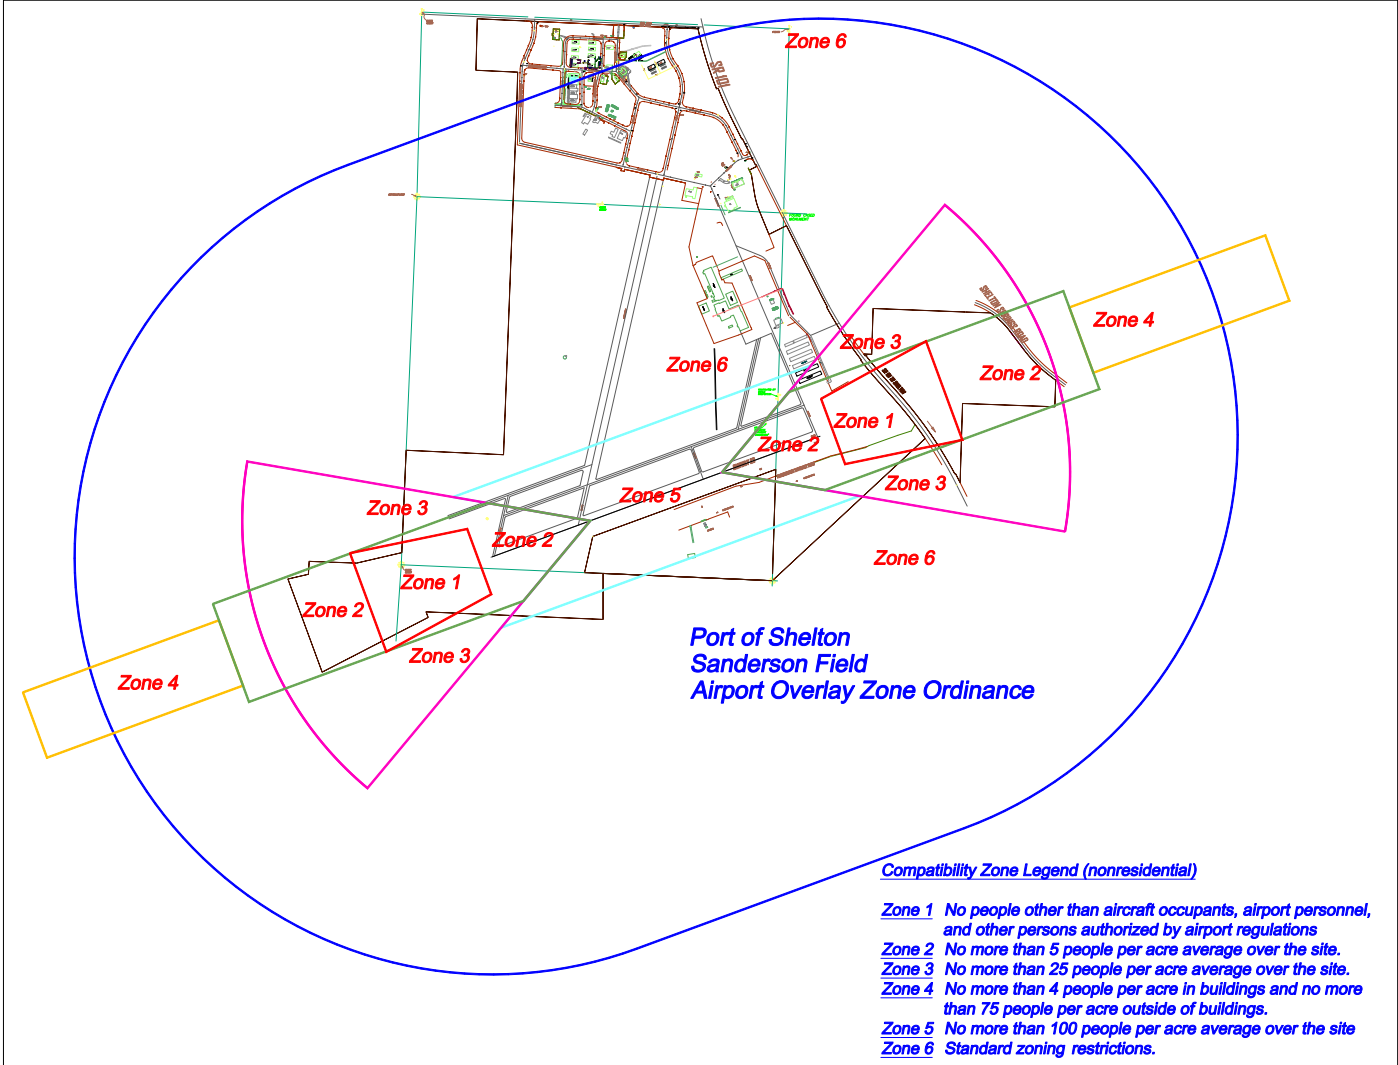 Zone 6
SR 101
SHELTON SPRINGS ROAD
Zone 4
Zone 3
Zone 6
Zone 2
Zone 1
Zone 2
Zone 3
Zone 5
Zone 3
Zone 2
Zone 6
Zone 1
Zone 2
Zone 3
Zone 4
Port of Shelton
Sanderson Field
Airport Overlay Zone Ordinance
Compatibility Zone Legend (nonresidential)
Zone 1 No people other than aircraft occupants, airport personnel,
and other persons authorized by airport regulations
Zone 2 No more than 5 people per acre average over the site.
Zone 3 No more than 25 people per acre average over the site.
Zone 4 No more than 4 people per acre in buildings and no more
than 75 people per acre outside of buildings.
Zone 5 No more than 100 people per acre average over the site
Zone 6 Standard zoning restrictions.